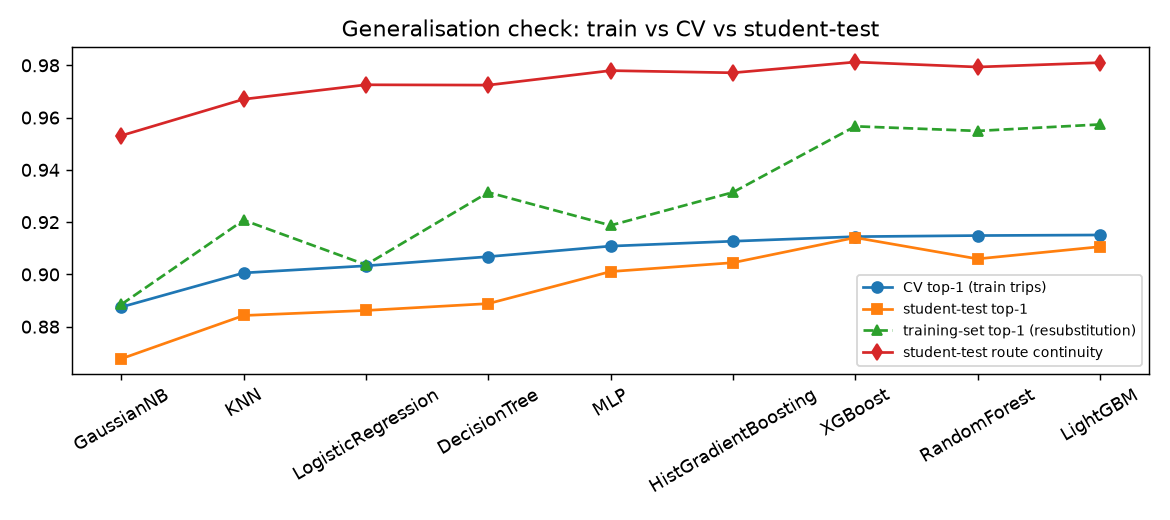 Generalisation check: train vs CV vs student-test
0.98
0.96
0.94
0.92
0.90
0.88
CV top-1 (train trips)
student-test top-1
training-set top-1 (resubstitution)
student-test route continuity
GaussianNB
KNN
LogisticRegression
DecisionTree
MLP
HistGradientBoosting
XGBoost
RandomForest
LightGBM